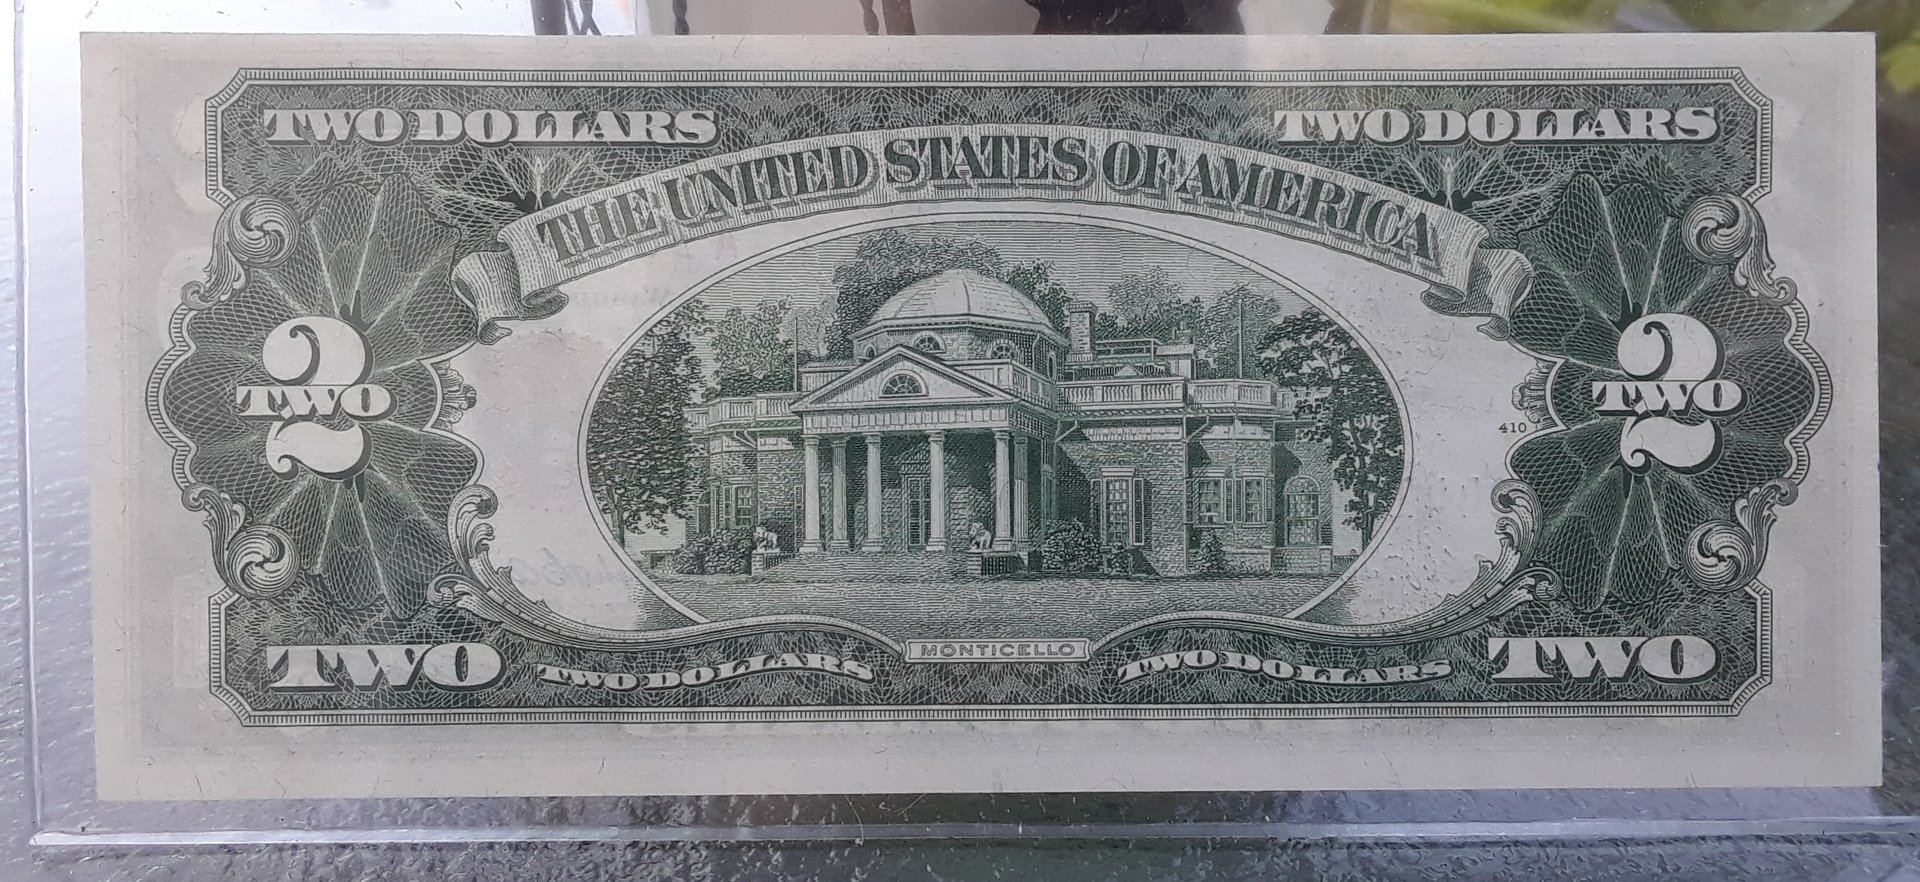 TWO DOLLARS
TWO DOLLARS
THE UNITED STATES OF AMERICA
2
TWO
2
TWO
410
MONTICELLO
TWO
TWO DOLLARS
TWO DOLLARS
TWO